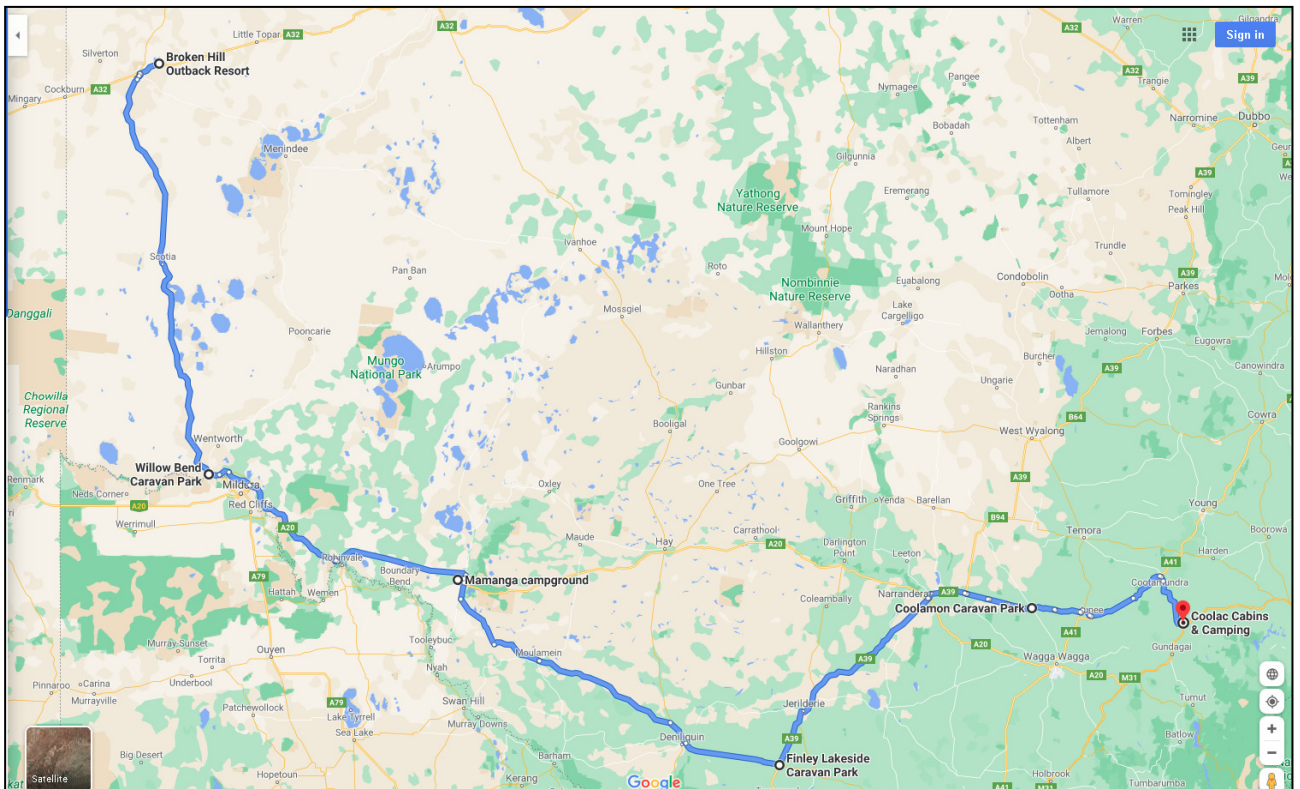 Warren
Gilgandra
Little Topar A32
A32
A32
Sign in
Silverton
Broken Hill
Outback Resort
Cockburn A32
Mingary
Pangee
Nymagee
A32
Trangie
A39
Bobadah
Tottenham
Narromine
Dubbo
Albert
Menindee
Gilgunnia
A39
Yathong
Nature Reserve
Eremerang
Tullamore
Tomingley
Peak Hill
Mount Hope
Ivanhoe
Trundle
Scotia
Pan Ban
Roto
Euabalong
Condobolin
A39
Nombinnie
Nature Reserve
Ootha
Parkes
Danggali
Mossgiel
Lake
Cargelligo
Pooncarie
Wallanthery
Jemalong
Forbes
Eugowra
Mungo
National Park
Arumpo
Hillston
Burcher
Naradhan
A39
Canowindra
Chowilla
Regional
Reserve
Gunbar
Ungarie
Rankins
Springs
B64
Cowra
Booligal
Wentworth
Goolgowi
West Wyalong
Willow Bend
Caravan Park
Renmark
Mildura
Neds Corner
Oxley
One Tree
A39
Red Cliffs
A20
Griffith
Yenda
Barellan
Young
Werrimull
A20
B94
Carrathool
Temora
Boorowa
Maude
Hay
A20
Darlington
Point
Leeton
Harden
Robinvale
A41
A79
Boundary
Bend
Mamanga campground
Cootamundra
Hattah
Wemen
Coleambally
Narrandera
A39
Coolamon Caravan Park
Junee
Coolac Cabins
& Camping
A41
Murray-Sunset
Tooleybuc
A20
Gundagai
Ouyen
Moulamein
A39
Wagga Wagga
Torrita
Nyah
A20
M31
Pinnaroo
Carina
Underbool
Murrayville
Patchewollock
A79
Swan Hill
Jerilderie
Tumut
Lake Tyrrell
Murray Downs
Sea Lake
Deniliquin
A39
Batlow
Big Desert
Barham
Finley Lakeside
Caravan Park
Satellite
Hopetoun
Kerang
Google
A41
M31
Holbrook
Tumbarumba